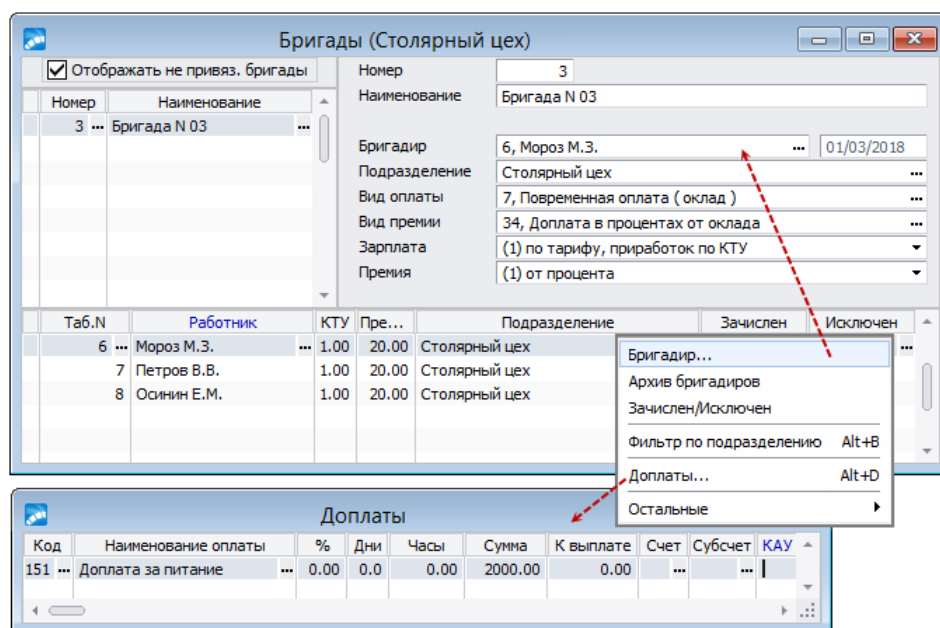 Бригады (Столярный цех)
Отображать не привяз. бригады
Номер Наименование
3 ... Бригада N 03 ...
Номер 3
Наименование Бригада N 03
Бригадир 6, Мороз М.З. ... 01/03/2018
Подразделение Столярный цех ...
Вид оплаты 7, Повременная оплата ( оклад ) ...
Вид премии 34, Доплата в процентах от оклада ...
Зарплата (1) по тарифу, приработок по КТУ
Премия (1) от процента
Таб.N Работник КТУ Пре... Подразделение Зачислен Исключен
6 ... Мороз М.З. ... 1.00 20.00 Столярный цех ...
7 Петров В.В. 1.00 20.00 Столярный цех
8 Осинин Е.М. 1.00 20.00 Столярный цех
Бригадир...
Архив бригадиров
Зачислен/Исключен
Фильтр по подразделению Alt+B
Доплаты... Alt+D
Остальные
Доплаты
Код Наименование оплаты % Дни Часы Сумма К выплате Счет Субсчет КАУ
151 ... Доплата за питание ... 0.00 0.0 0.00 2000.00 0.00 ... ...